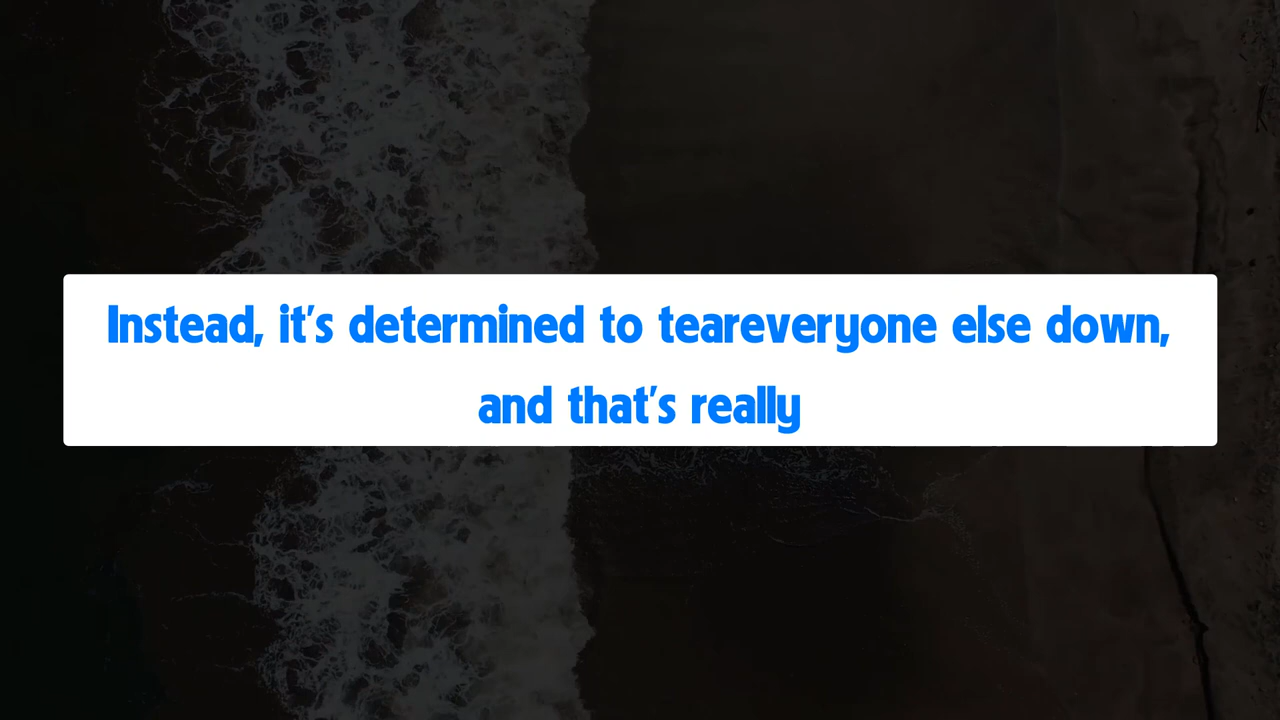 Instead, it's determined to teareveryone else down,
and that's really